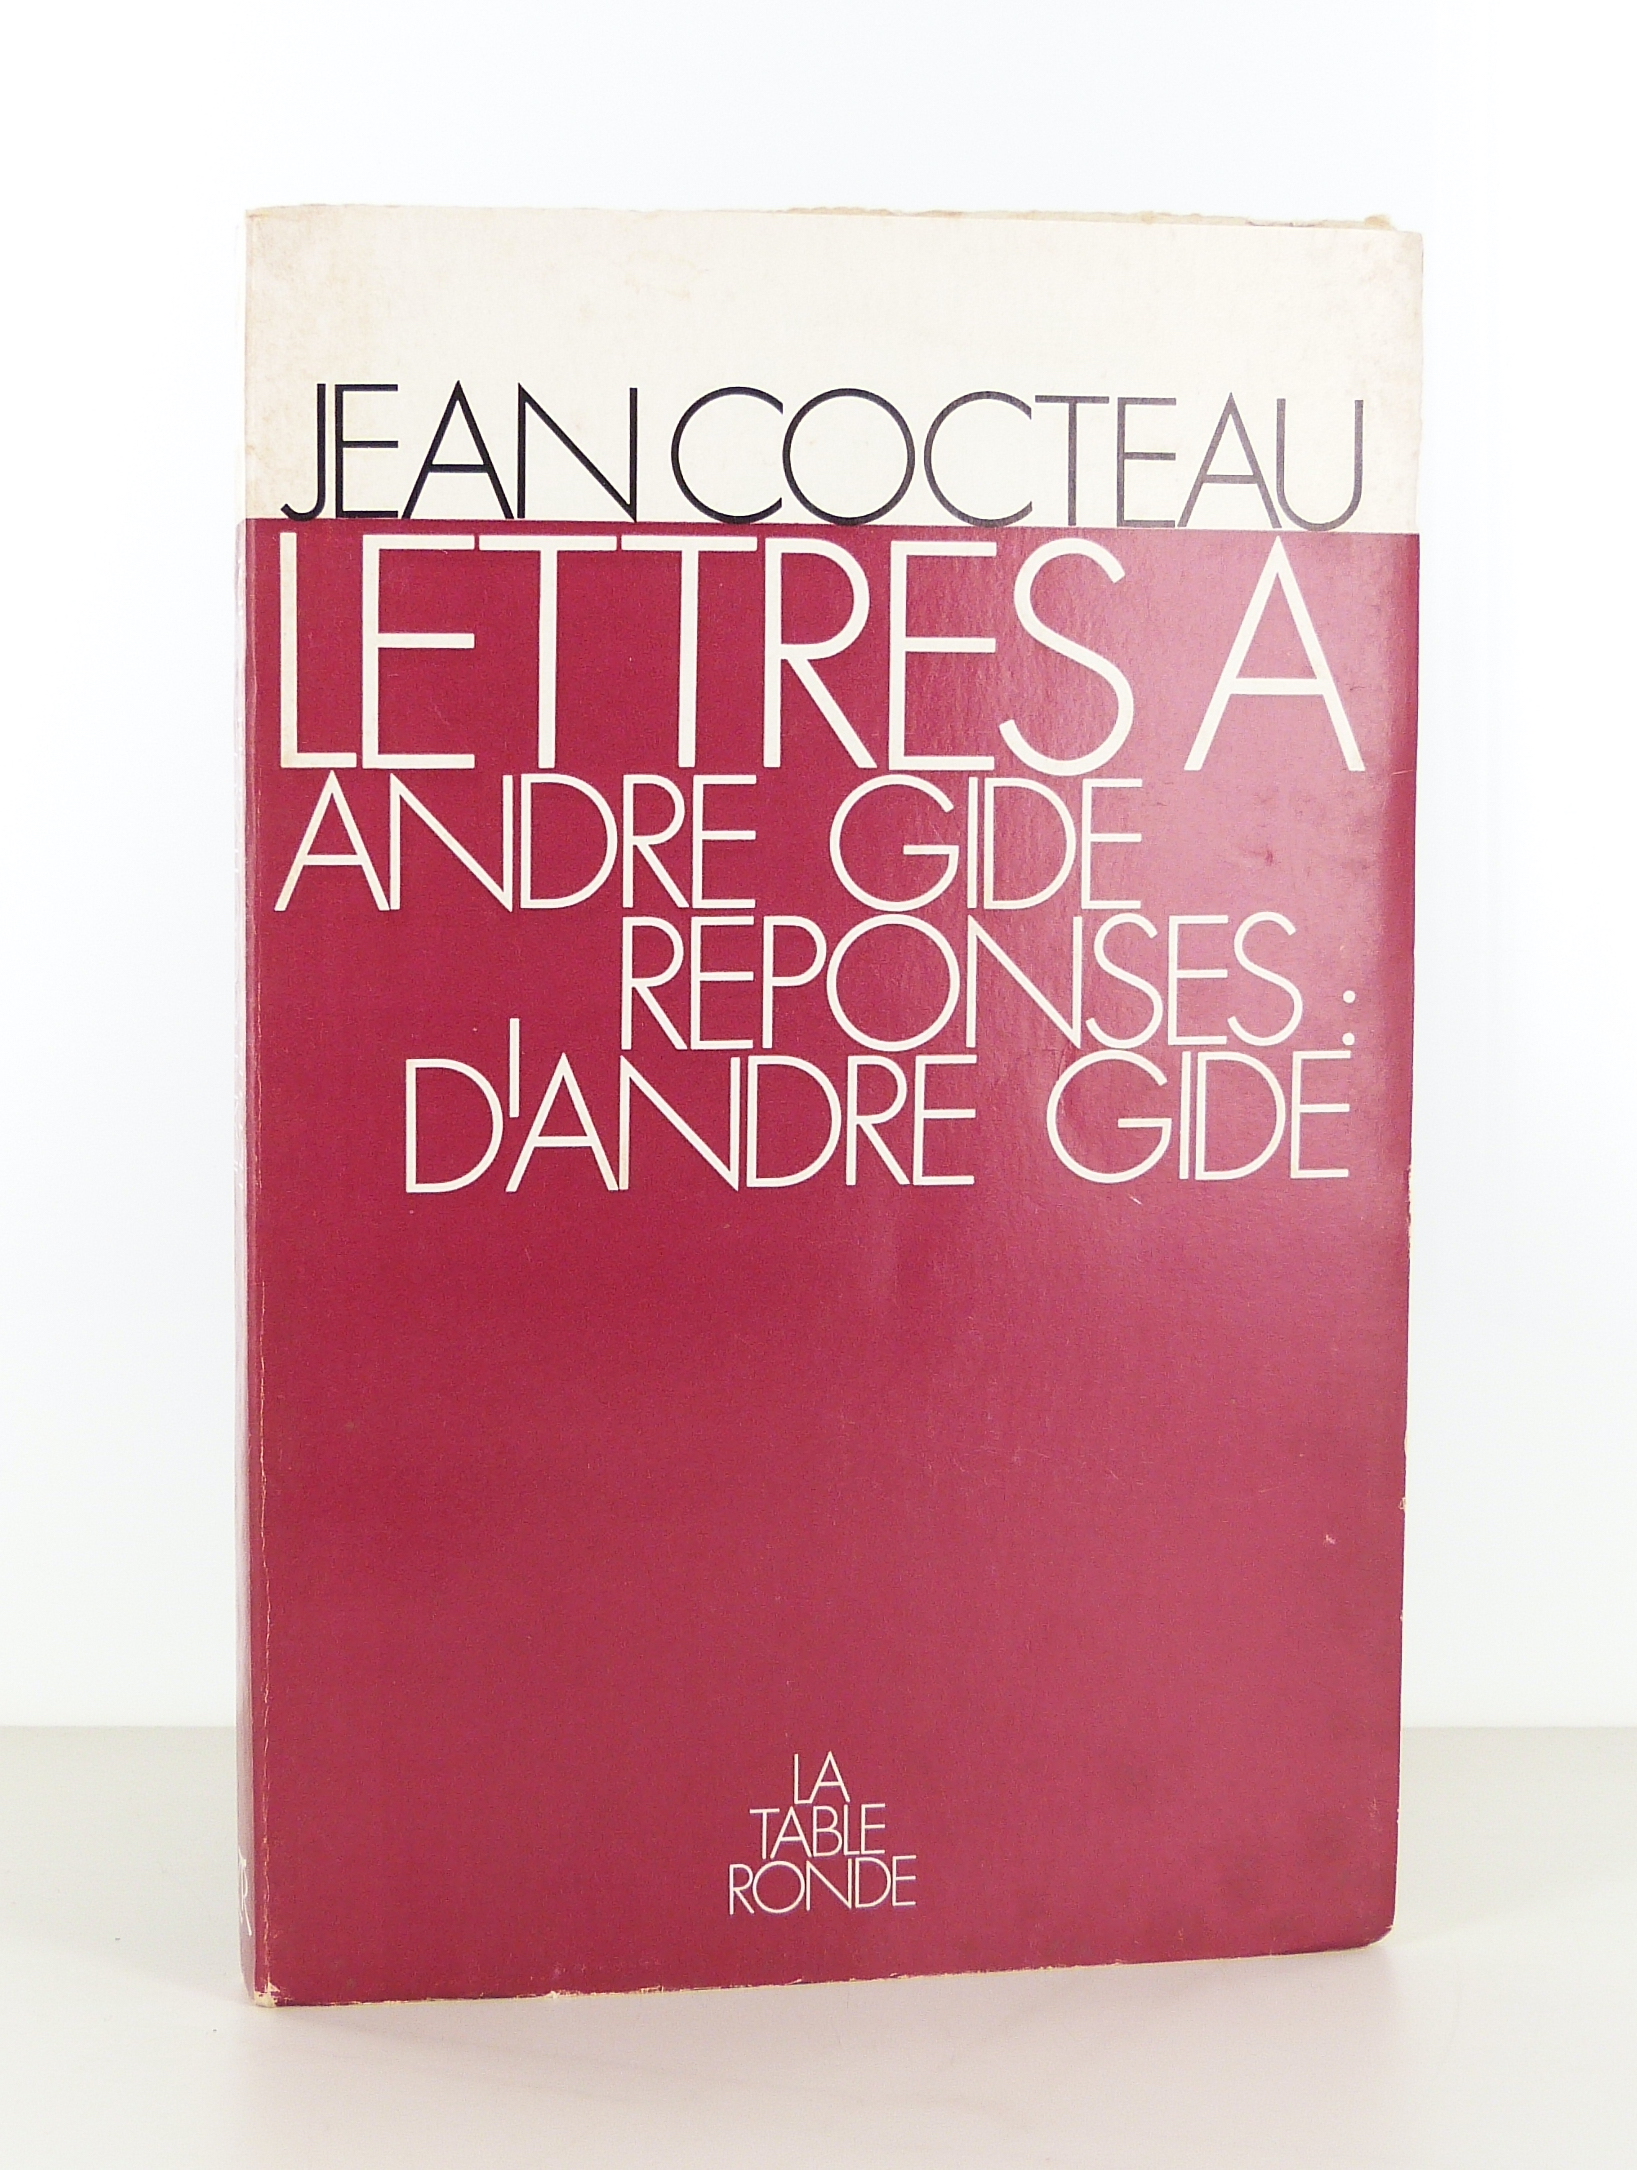 JEAN COCTEAU
LETTRES A
ANDRE GIDE
REPONSES :
D'ANDRE GIDE
LA
TABLE
RONDE